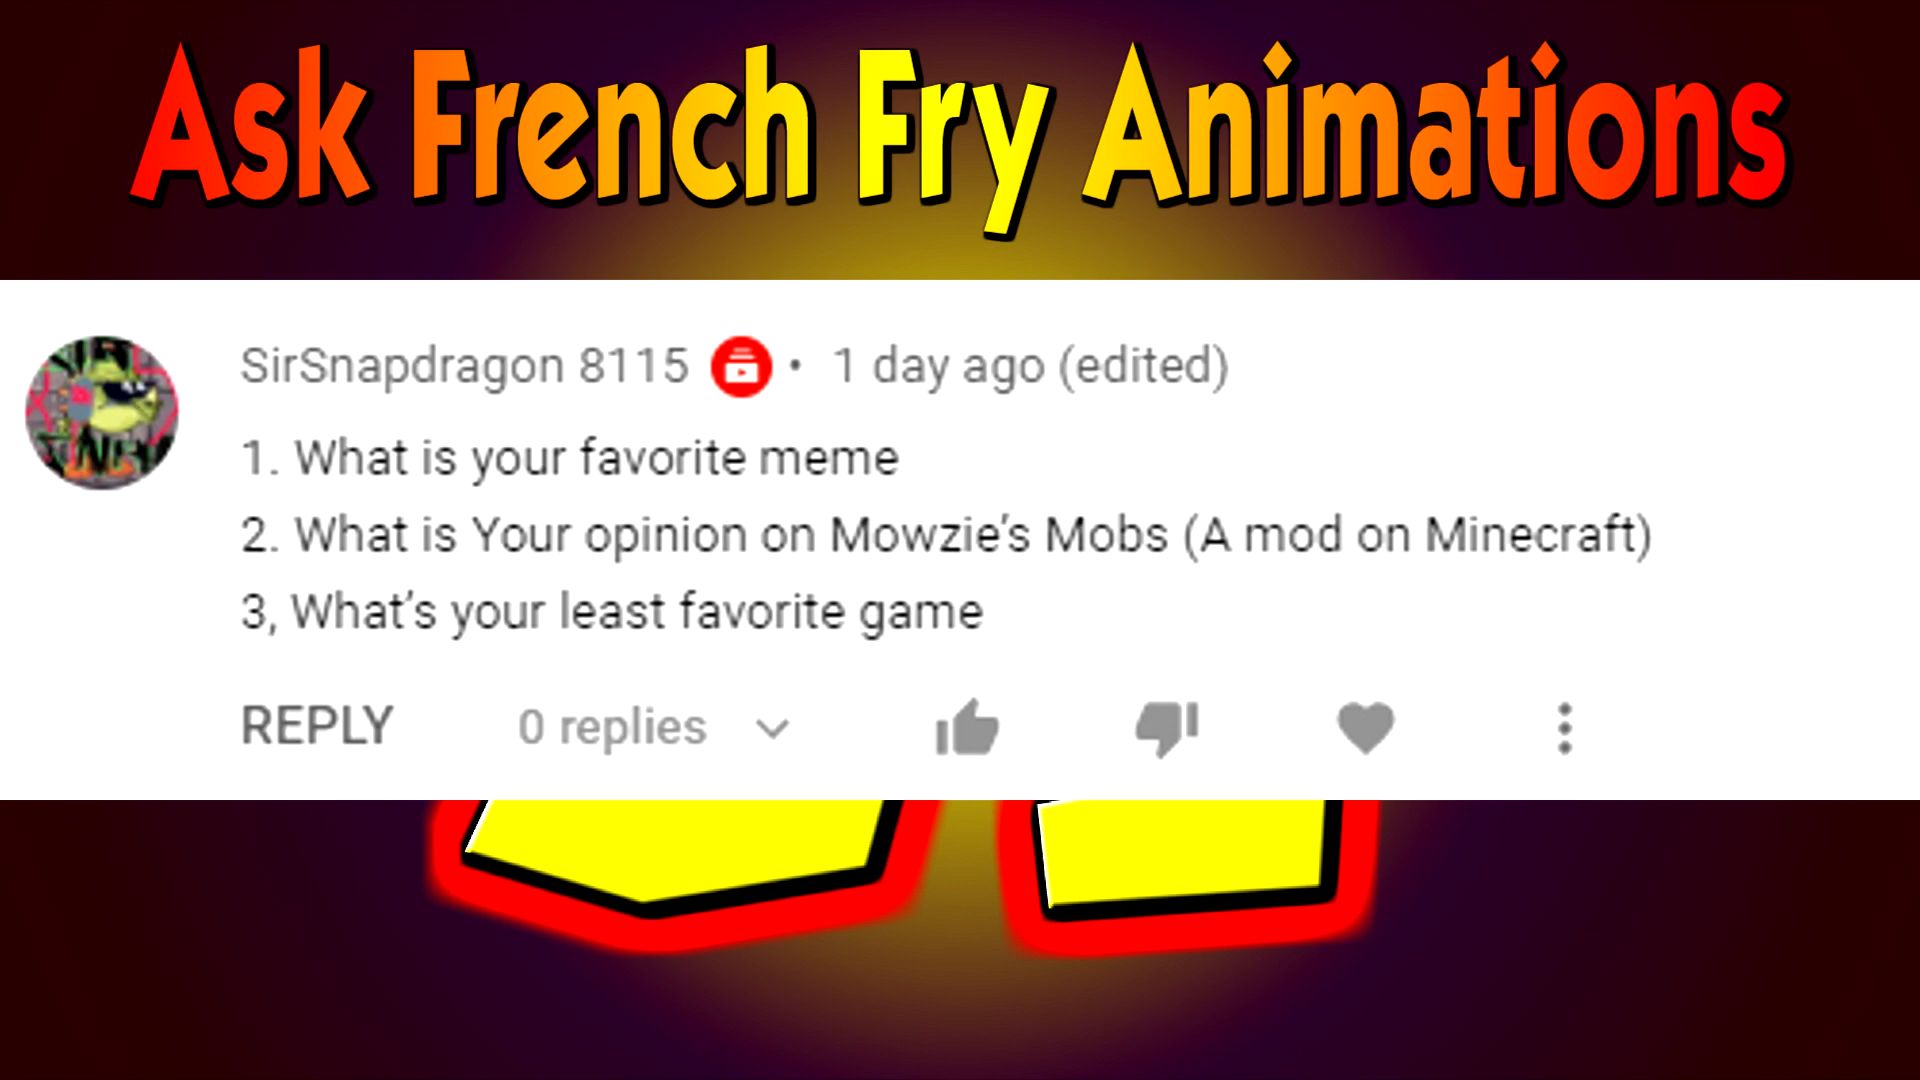 Ask French Fry Animations
SirSnapdragon 8115 • 1 day ago (edited)
1. What is your favorite meme
2. What is Your opinion on Mowzie's Mobs (A mod on Minecraft)
3, What's your least favorite game
REPLY 0 replies